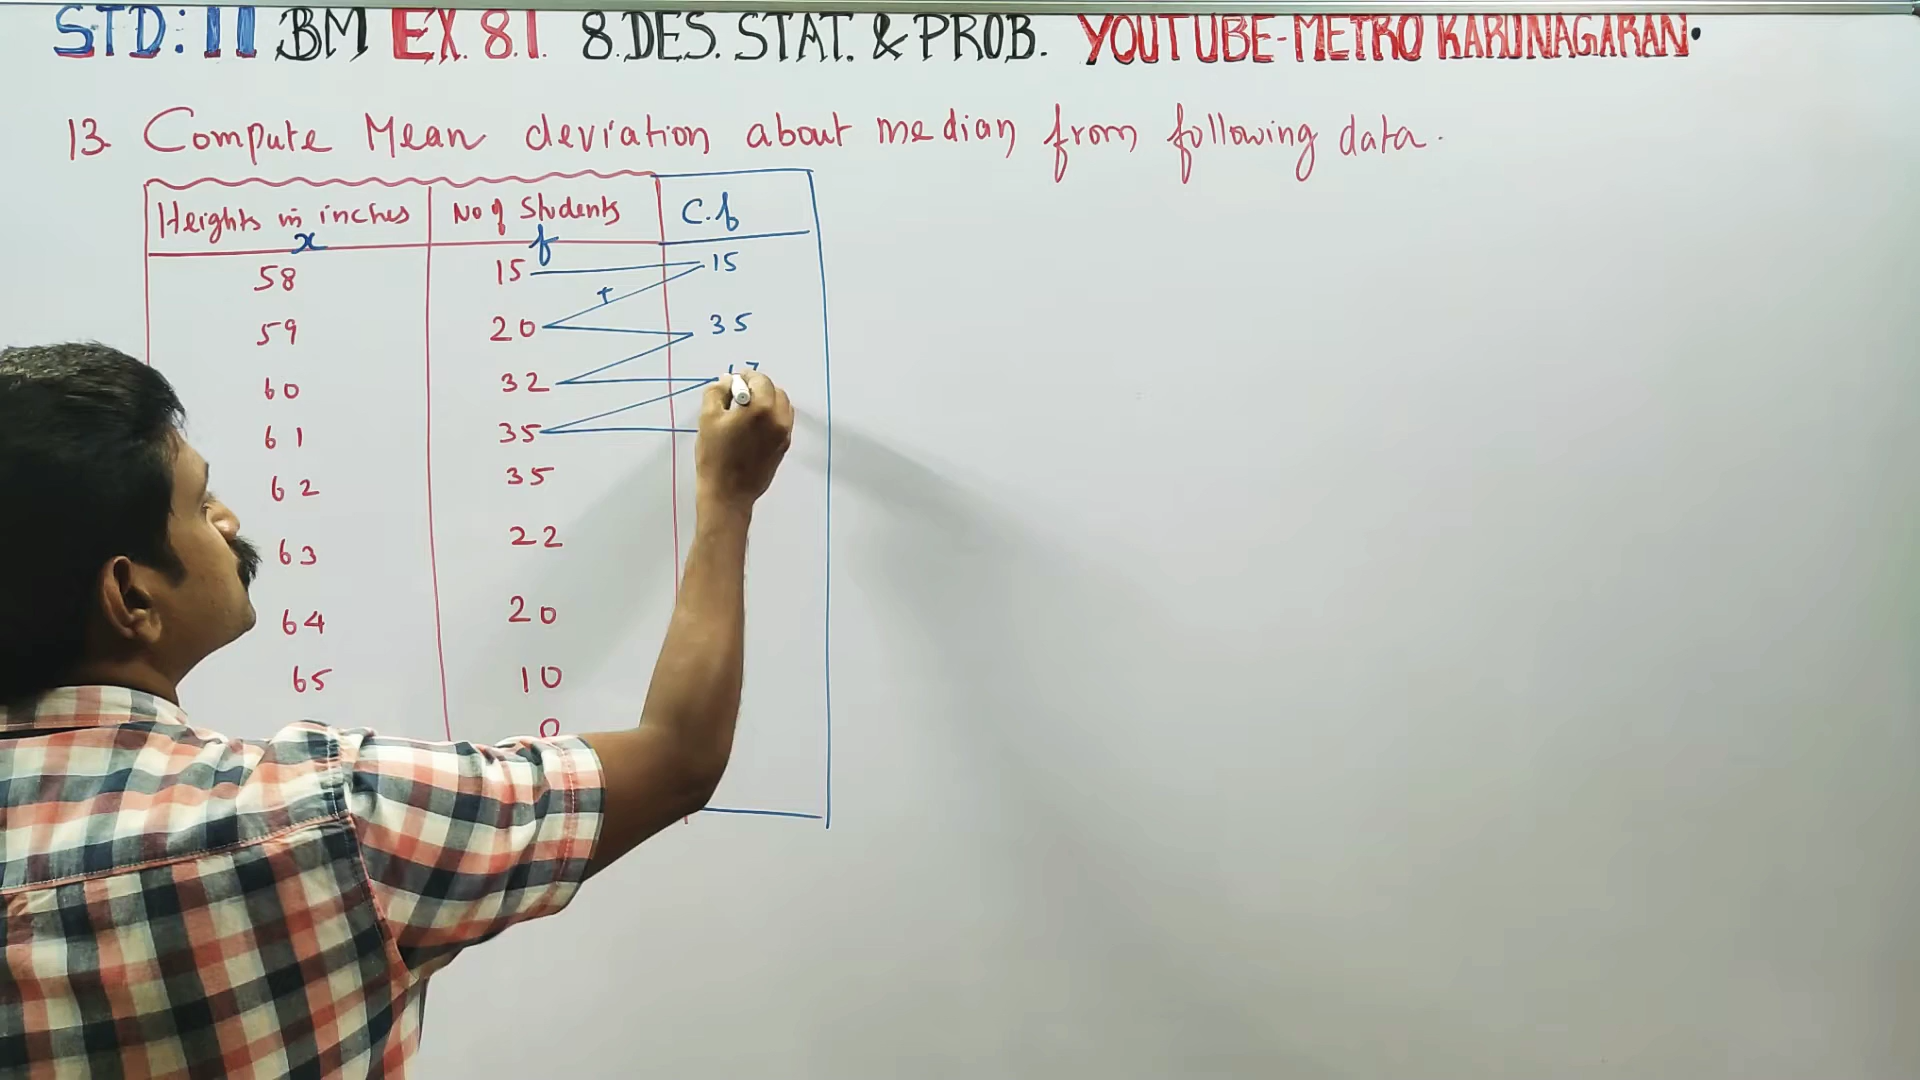 STD: 11 BM EX. 8.1. 8. DES. STAT. & PROB. YOUTUBE-METRO KARUNAGARAN.
13. Compute Mean deviation about median from following data.
Heights in inches No of Students C.f
x f
58 15 15
+
59 20 35
60 32
61 35
62 35
63 22
64 20
65 10
0